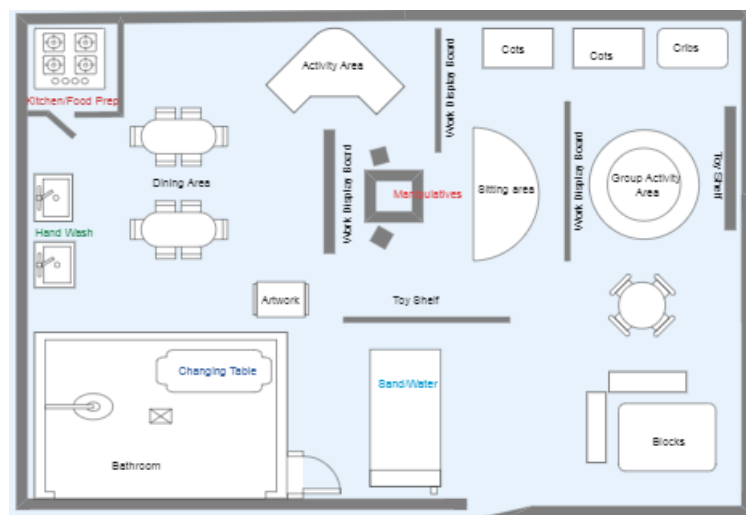 Cots
Cots
Cribs
Activity Area
Work Display Board
Kitchen/Food Prep
Work Display Board
Work Display Board
Toy Shelf
Dining Area
Manipulatives
Sitting area
Group Activity
Area
Hand Wash
Artwork
Toy Shelf
Changing Table
Sand/Water
Blocks
Bathroom